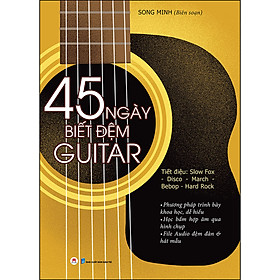 SONG MINH (Biên soạn)
45 NGÀY
BIẾT ĐỆM
GUITAR
Tiết điệu: Slow Fox
- Disco - March -
Bebop - Hard Rock
• Phương pháp trình bày
khoa học, dễ hiểu
• Học bấm hợp âm qua
hình chụp
• File Audio đệm đàn &
hát mẫu